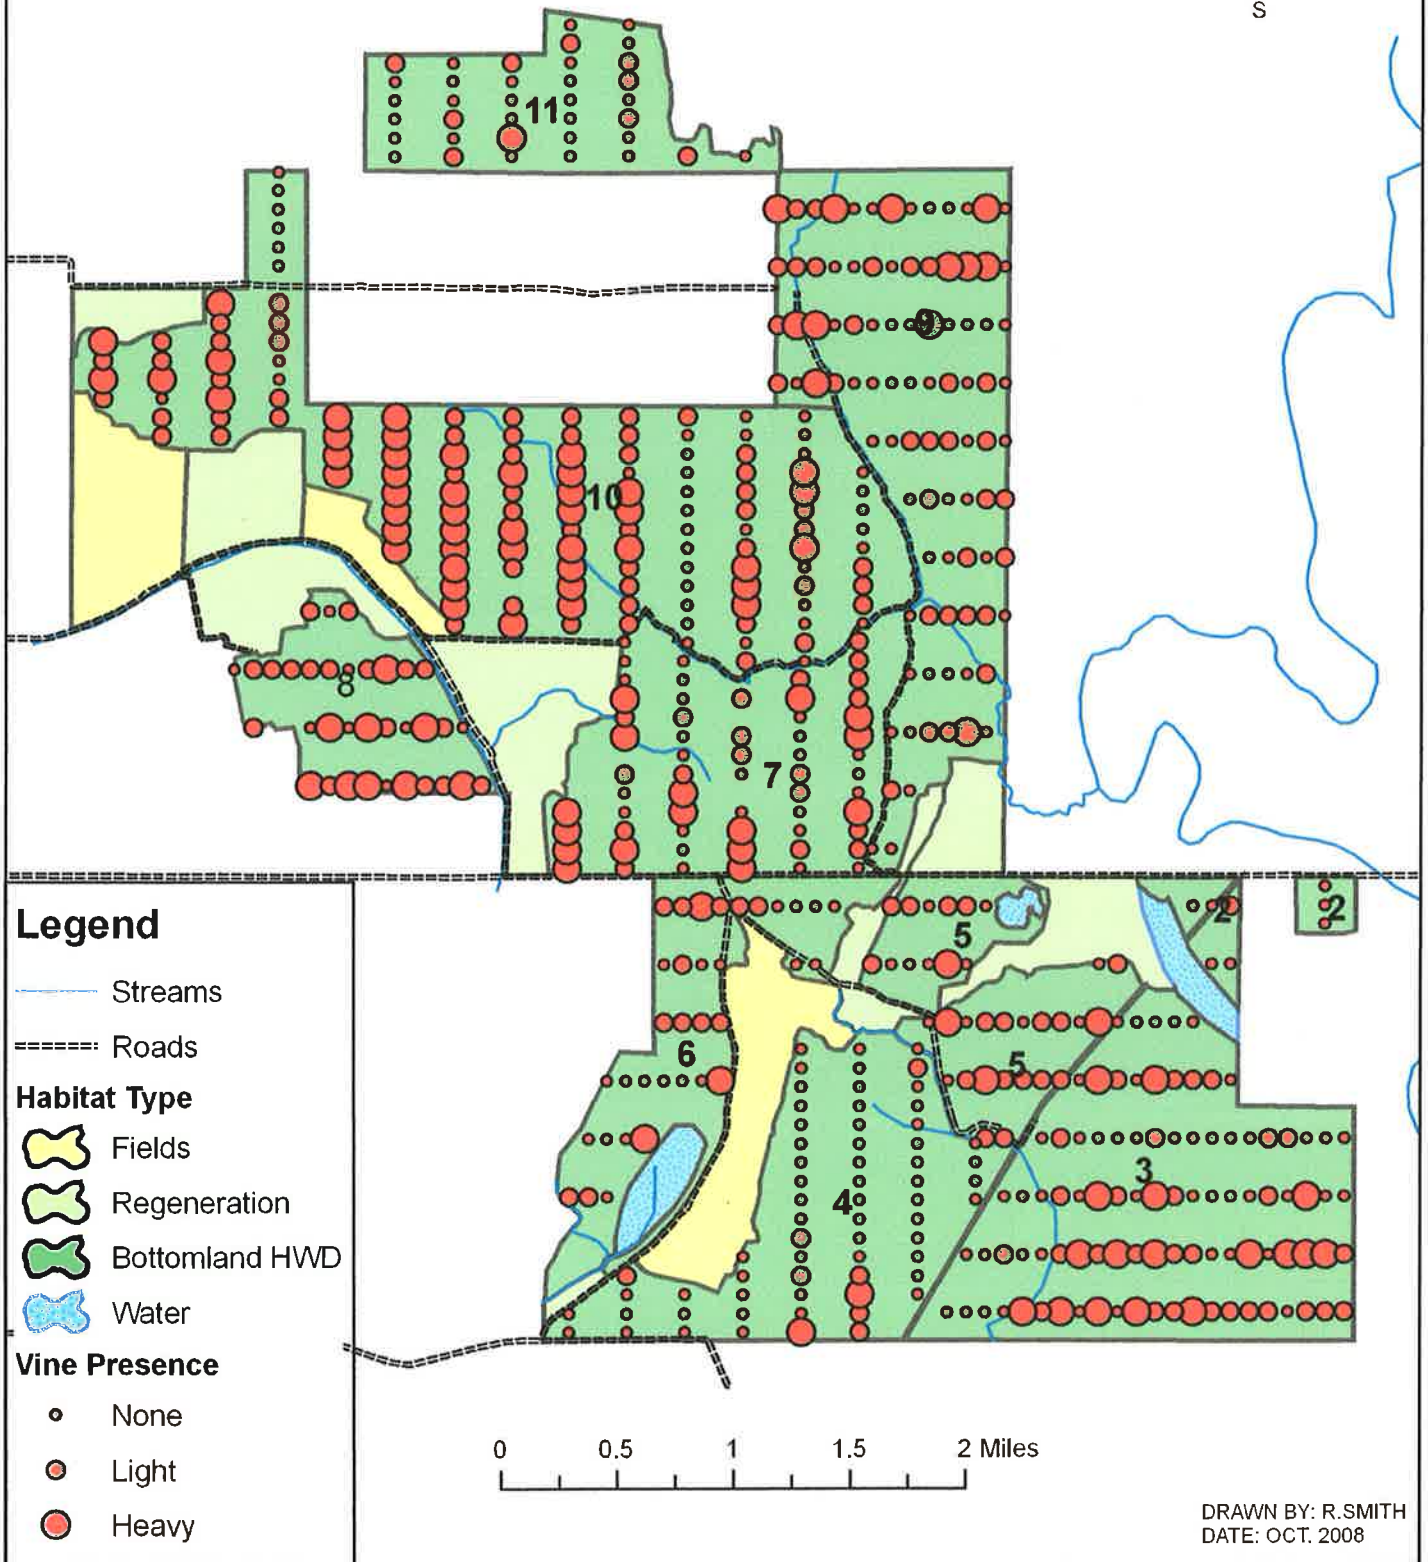 S
11
9
10
8
7
2
2
5
6
5
3
4
Legend
Streams
Roads
Habitat Type
Fields
Regeneration
Bottomland HWD
Water
Vine Presence
None
Light
Heavy
0 0.5 1 1.5 2 Miles
DRAWN BY: R.SMITH
DATE: OCT. 2008